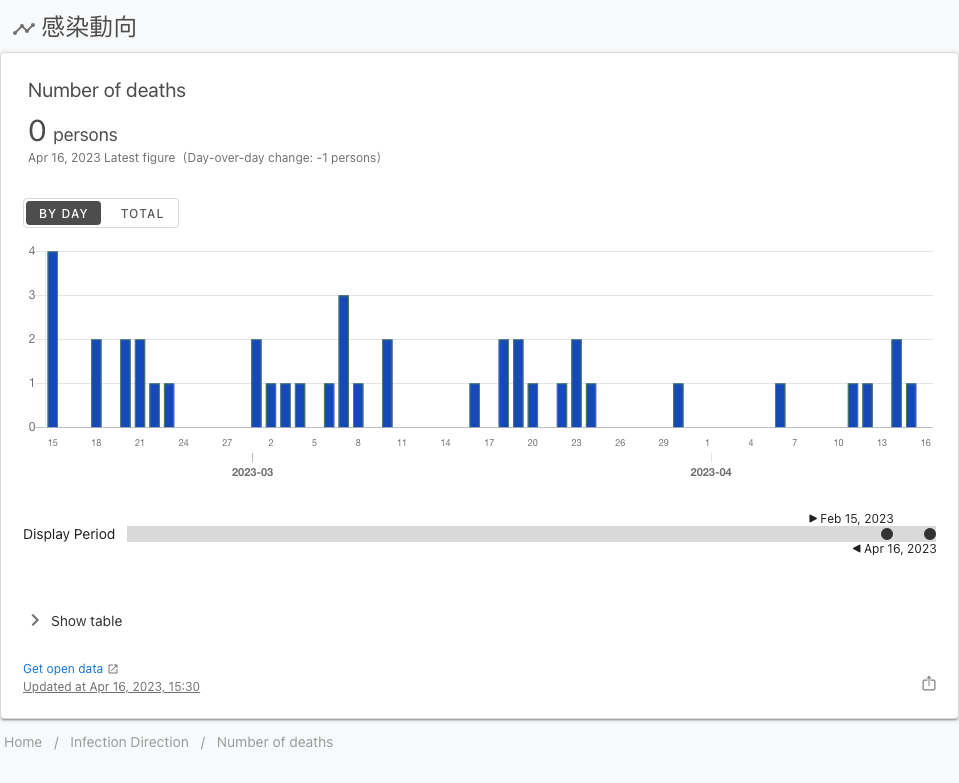 感染動向
Number of deaths
0 persons
Apr 16, 2023 Latest figure (Day-over-day change: -1 persons)
BY DAY TOTAL
4
3
2
1
0
15 18 21 24 27 2 5 8 11 14 17 20 23 26 29 1 4 7 10 13 16
2023-03 2023-04
Feb 15, 2023
Display Period
Apr 16, 2023
Show table
Get open data
Updated at Apr 16, 2023, 15:30
Home / Infection Direction / Number of deaths